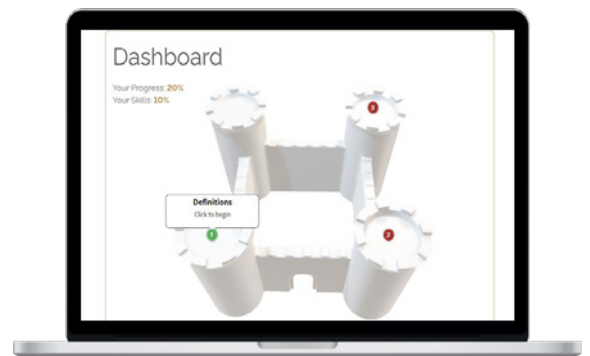 Dashboard
Your Progress: 20%
Your Skills: 10%
3
Definitions
Click to begin
1
2